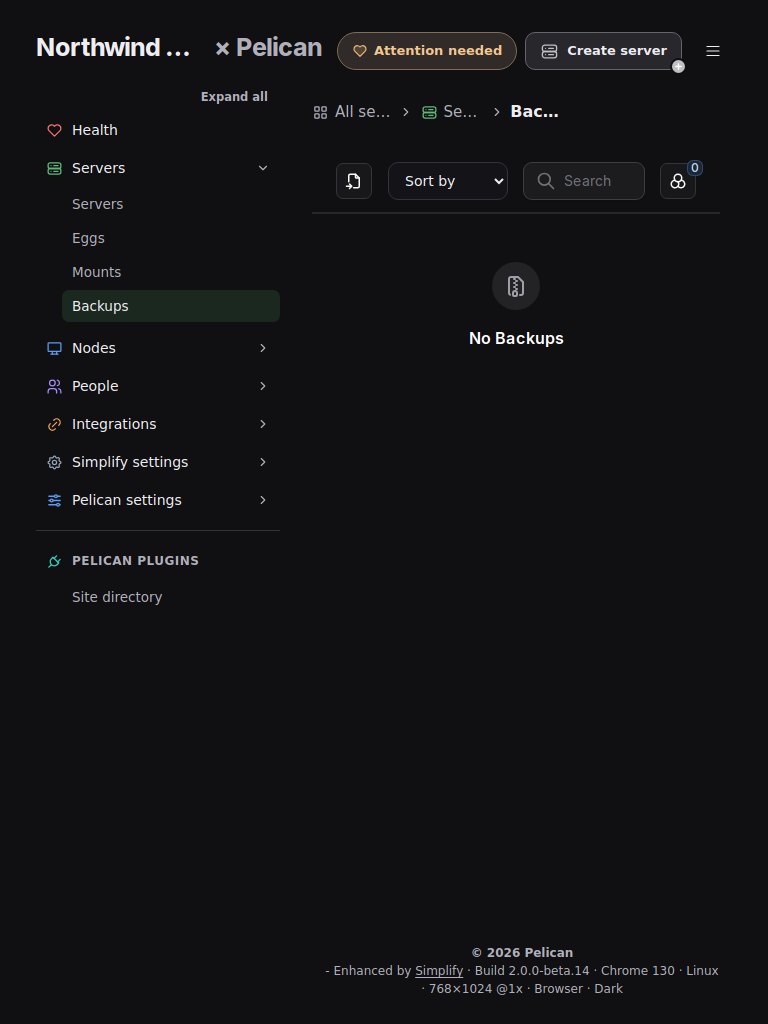 Northwind ... × Pelican
Attention needed
Create server
Expand all
Health
Servers
Servers
Eggs
Mounts
Backups
Nodes
People
Integrations
Simplify settings
Pelican settings
PELICAN PLUGINS
Site directory
All se... Se... Bac...
Sort by
Search
0
No Backups
© 2026 Pelican
- Enhanced by Simplify · Build 2.0.0-beta.14 · Chrome 130 · Linux
· 768×1024 @1x · Browser · Dark